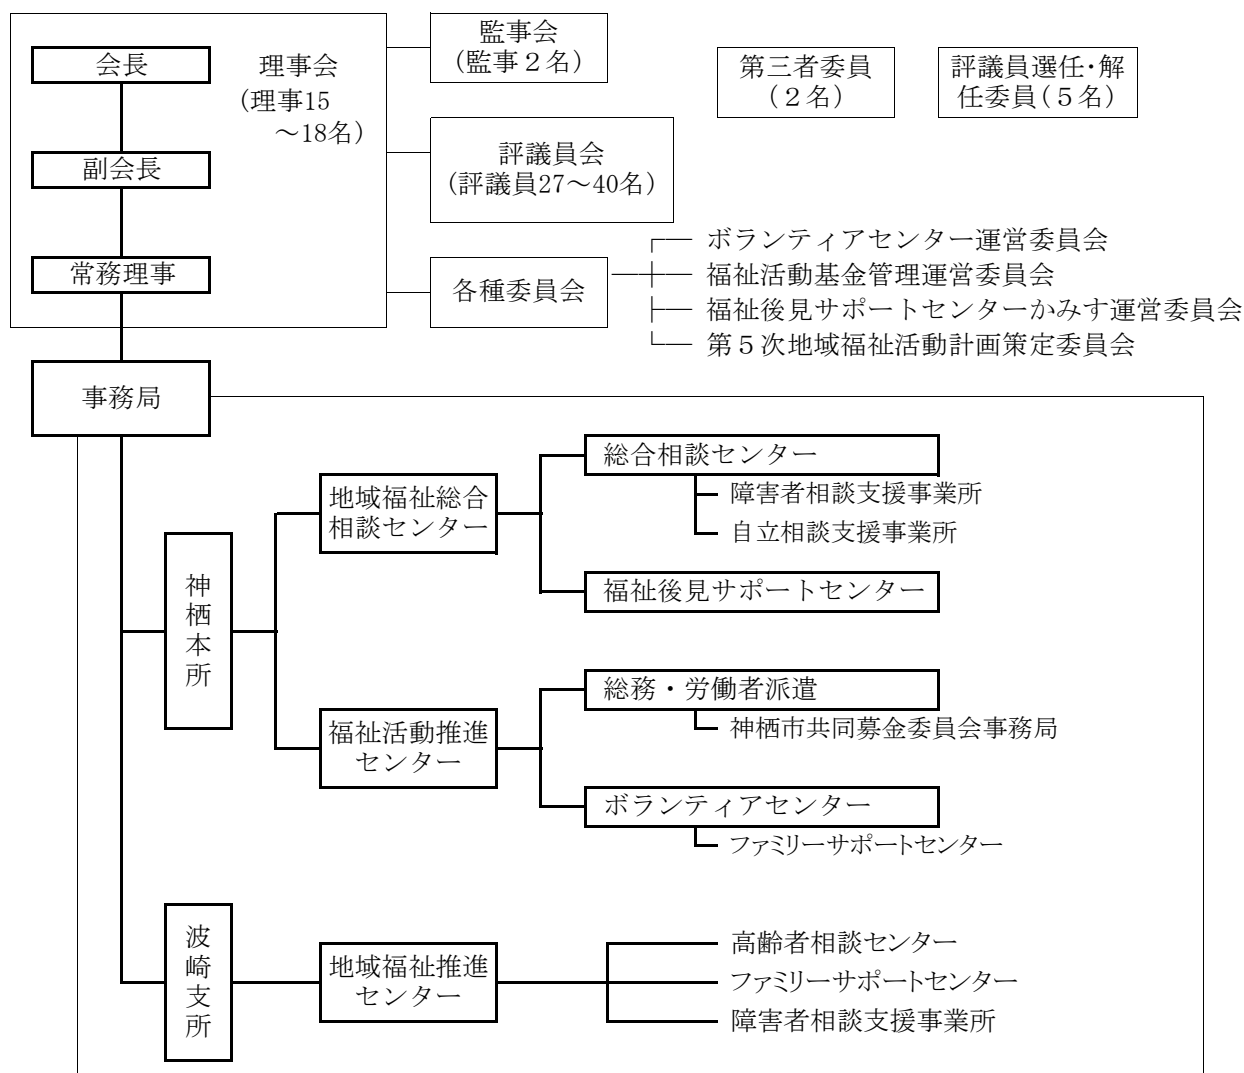 会長
理事会
(理事15
～18名)
副会長
常務理事
監事会
(監事２名)
評議員会
(評議員27～40名)
各種委員会
第三者委員
(２名)
評議員選任・解
任委員(５名)
ボランティアセンター運営委員会
福祉活動基金管理運営委員会
福祉後見サポートセンターかみす運営委員会
第５次地域福祉活動計画策定委員会
事務局
神栖本所
地域福祉総合
相談センター
総合相談センター
障害者相談支援事業所
自立相談支援事業所
福祉後見サポートセンター
福祉活動推進
センター
総務・労働者派遣
神栖市共同募金委員会事務局
ボランティアセンター
ファミリーサポートセンター
波崎支所
地域福祉推進
センター
高齢者相談センター
ファミリーサポートセンター
障害者相談支援事業所